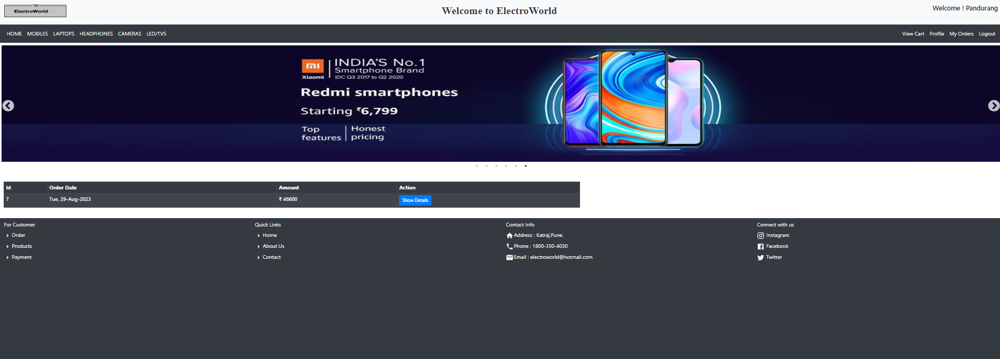 ElectroWorld
Welcome to ElectroWorld
Welcome ! Pandurang
HOME MOBILES LAPTOPS HEADPHONES CAMERAS LED/TVS
View Cart Profile My Orders Logout
mi
Xiaomi
INDIA'S No.1
Smartphone Brand
IDC Q3 2017 to Q2 2020
Redmi smartphones
Starting ₹6,799
Top
features
Honest
pricing
Id Order Date Amount Action
7 Tue, 29-Aug-2023 ₹ 46600 Show Details
For Customer
Order
Products
Payment
Quick Links
Home
About Us
Contact
Contact Info
Address : Katraj,Pune.
Phone : 1800-350-4030
Email : electroworld@hotmail.com
Connect with us
Instagram
Facebook
Twitter